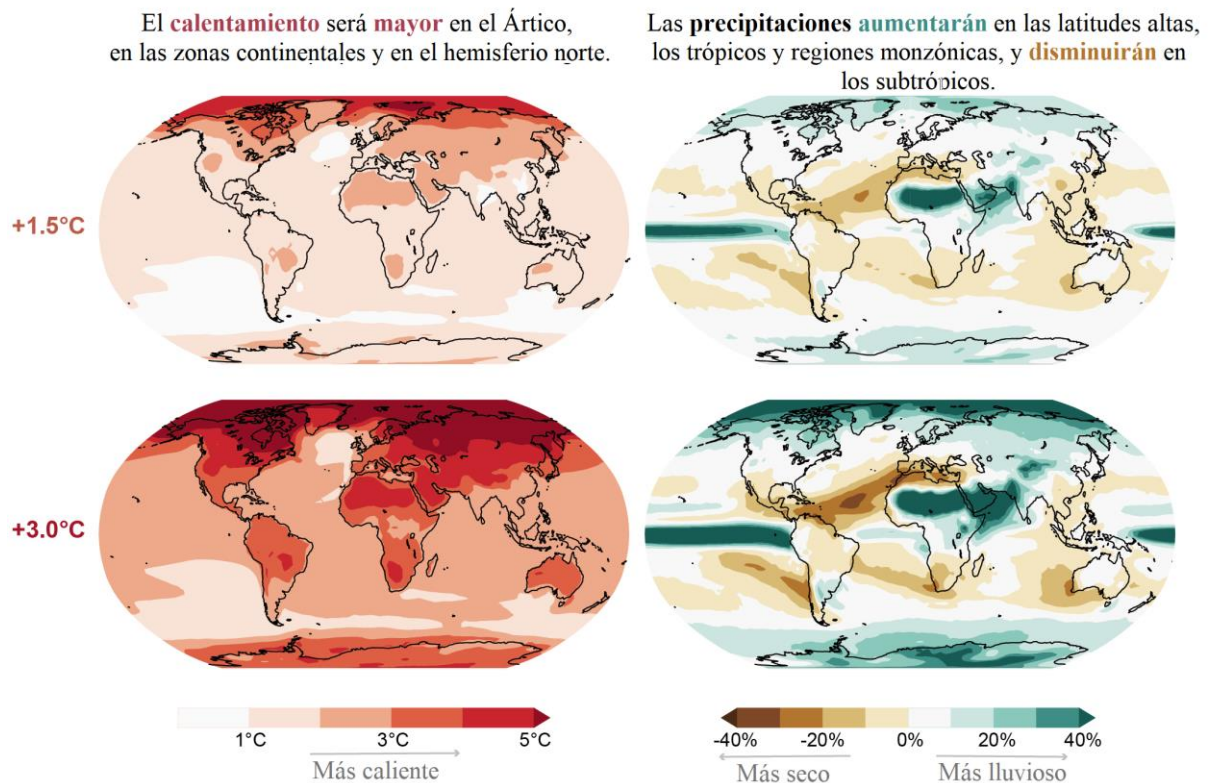 El calentamiento será mayor en el Ártico,
en las zonas continentales y en el hemisferio norte.
Las precipitaciones aumentarán en las latitudes altas,
los trópicos y regiones monzónicas, y disminuirán en
los subtrópicos.
+1.5°C
+3.0°C
1°C 3°C 5°C
Más caliente
-40% -20% 0% 20% 40%
Más seco Más lluvioso